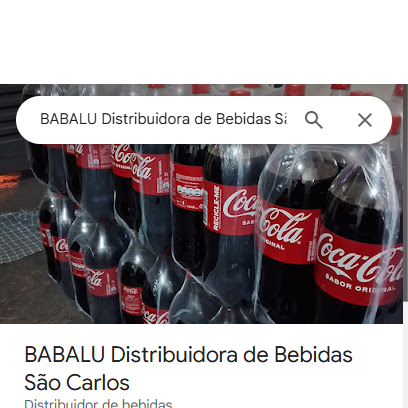 BABALU Distribuidora de Bebidas Sã
Coca-Cola
RECICLE-ME
Coca-Cola
Coca-Cola
ORIGINAL
Coca-Cola
SABOR ORIGINAL
BABALU Distribuidora de Bebidas
São Carlos
Distribuidor de bebidas